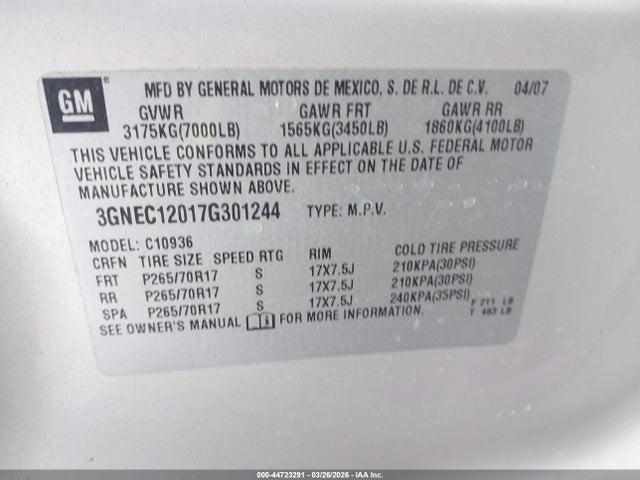 GM
MFD BY GENERAL MOTORS DE MEXICO, S. DE R.L. DE C.V. 04/07
GVWR GAWR FRT GAWR RR
3175KG(7000LB) 1565KG(3450LB) 1860KG(4100LB)
THIS VEHICLE CONFORMS TO ALL APPLICABLE U.S. FEDERAL MOTOR
VEHICLE SAFETY STANDARDS IN EFFECT ON THE DATE OF
MANUFACTURE SHOWN ABOVE.
3GNEC12017G301244 TYPE: M.P.V.
MODEL: C10936
CRFN TIRE SIZE SPEED RTG RIM COLD TIRE PRESSURE
FRT P265/70R17 S 17X7.5J 210KPA(30PSI)
RR P265/70R17 S 17X7.5J 210KPA(30PSI)
SPA P265/70R17 S 17X7.5J 240KPA(35PSI)
F 211 LB
T 483 LB
SEE OWNER'S MANUAL FOR MORE INFORMATION.
000-44723291 - 03/26/2026 - IAA Inc.